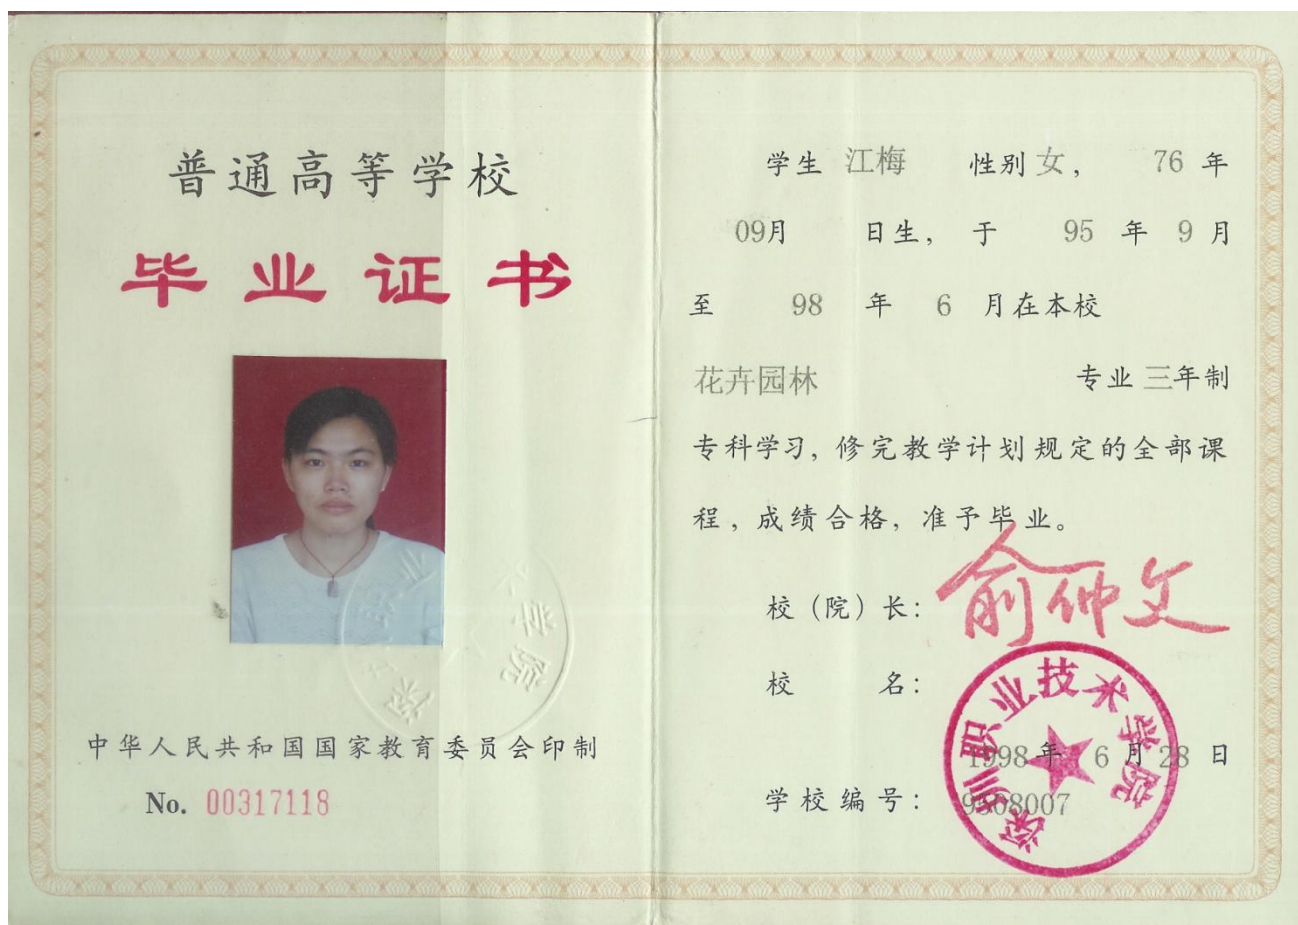 普通高等学校
毕业证书
中华人民共和国国家教育委员会印制
No. 00317118
学生 江梅 性别 女， 76 年
09月 日生， 于 95 年 9 月
至 98 年 6 月在本校
花卉园林 专业 三年制
专科学习，修完教学计划规定的全部课
程，成绩合格，准予毕业。
校（院）长： 俞仲文
校 名：
深圳职业技术学院
1998 年 6 月 28 日
学校编号： 9508007